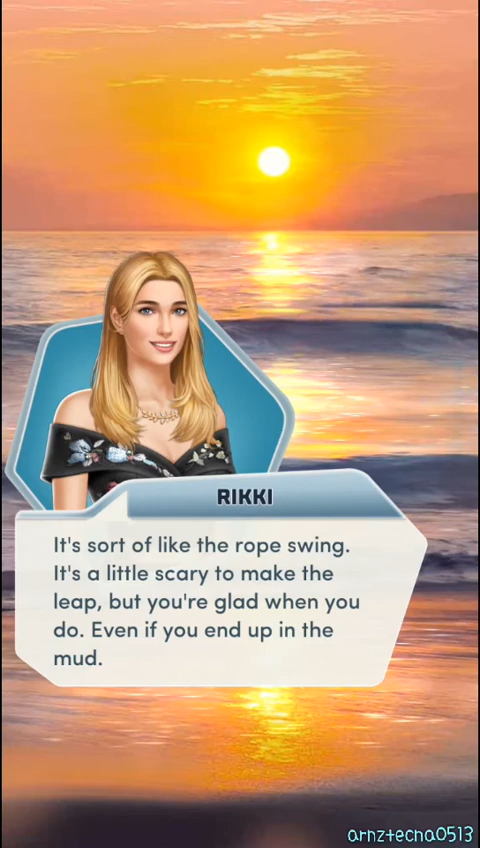 RIKKI
It's sort of like the rope swing.
It's a little scary to make the
leap, but you're glad when you
do. Even if you end up in the
mud.
arnztecna0513